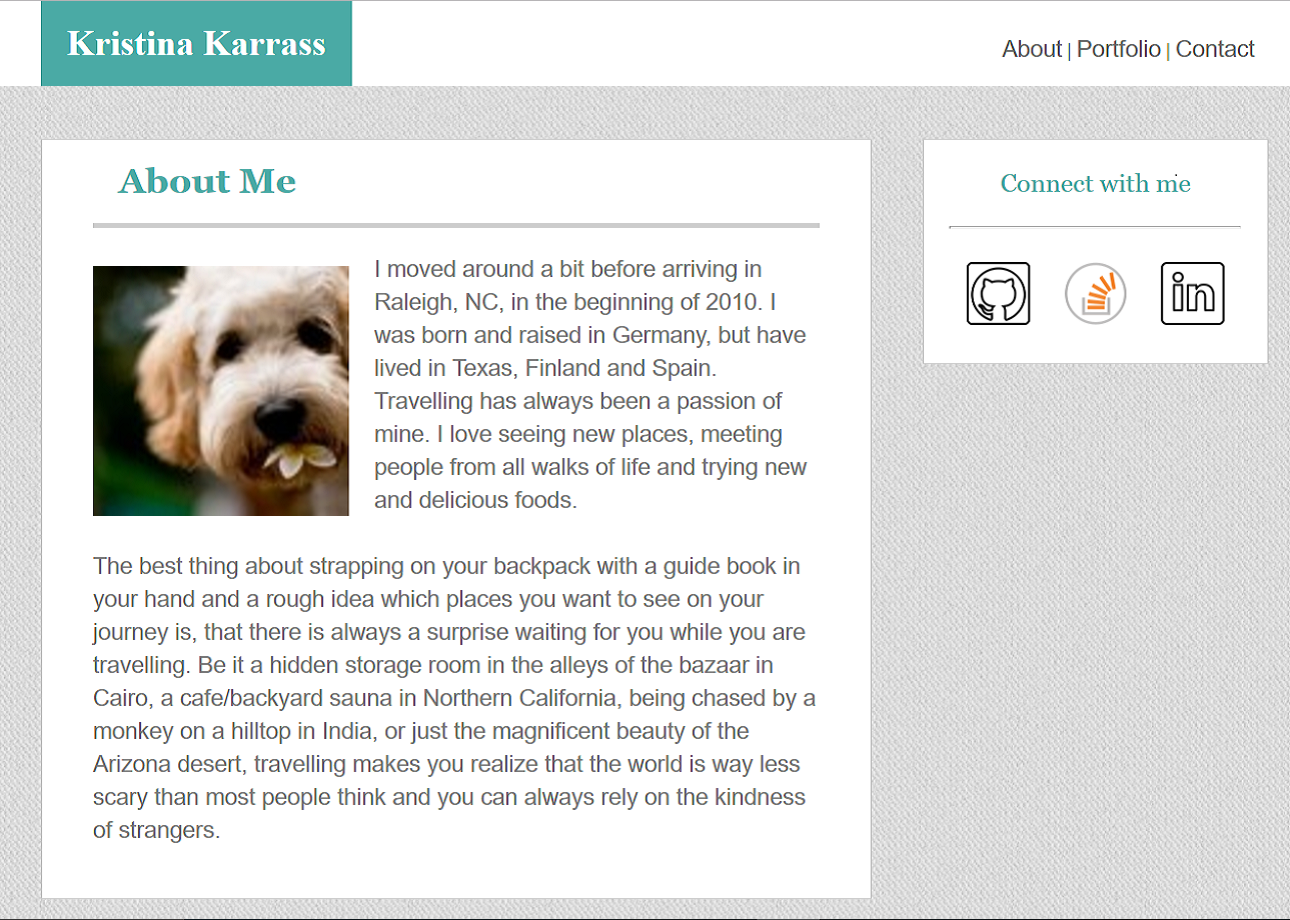 Kristina Karrass
About | Portfolio | Contact
About Me
I moved around a bit before arriving in
Raleigh, NC, in the beginning of 2010. I
was born and raised in Germany, but have
lived in Texas, Finland and Spain.
Travelling has always been a passion of
mine. I love seeing new places, meeting
people from all walks of life and trying new
and delicious foods.
The best thing about strapping on your backpack with a guide book in
your hand and a rough idea which places you want to see on your
journey is, that there is always a surprise waiting for you while you are
travelling. Be it a hidden storage room in the alleys of the bazaar in
Cairo, a cafe/backyard sauna in Northern California, being chased by a
monkey on a hilltop in India, or just the magnificent beauty of the
Arizona desert, travelling makes you realize that the world is way less
scary than most people think and you can always rely on the kindness
of strangers.
Connect with me
in